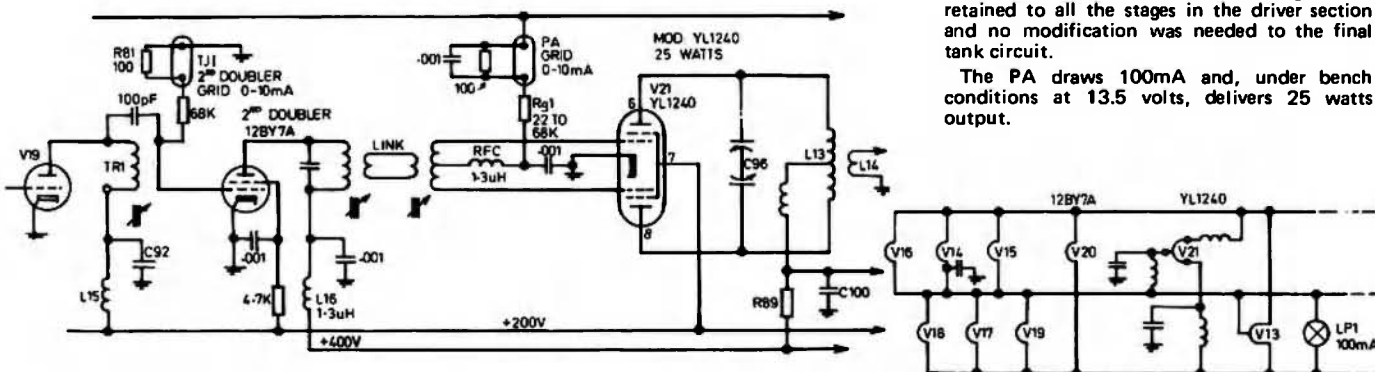 retained to all the stages in the driver section
and no modification was needed to the final
tank circuit.
The PA draws 100mA and, under bench
conditions at 13.5 volts, delivers 25 watts
output.
R81
100
TJ1
2ND DOUBLER
GRID 0-10mA
100pF
68K
2ND DOUBLER
12BY7A
V19
TR1
C92
L15
·001
4·7K
L16
1·3uH
·001
LINK
·001
100
PA
GRID
0-10mA
Rg1
22 TO
68K
RFC
1·3uH
·001
MOD YL1240
25 WATTS
V21
YL1240
6
7
8
C96
L13
L14
R89
C100
+200V
+400V
12BY7A
YL1240
V16
V14
V15
V20
V21
V18
V17
V19
V13
LP1
100mA